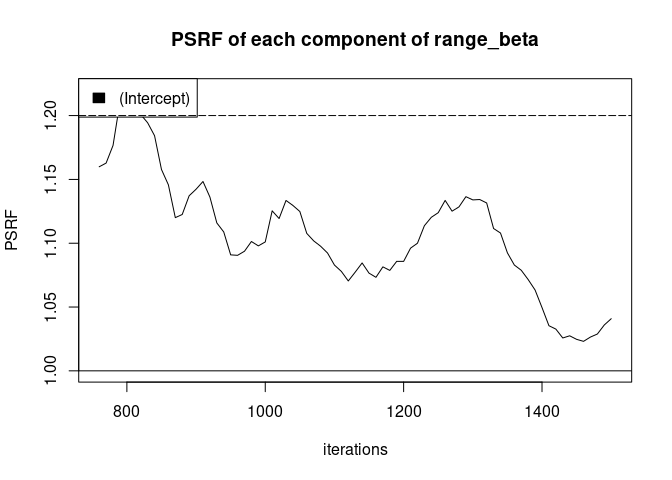 PSRF of each component of range_beta
(Intercept)
PSRF
1.20
1.15
1.10
1.05
1.00
800 1000 1200 1400
iterations